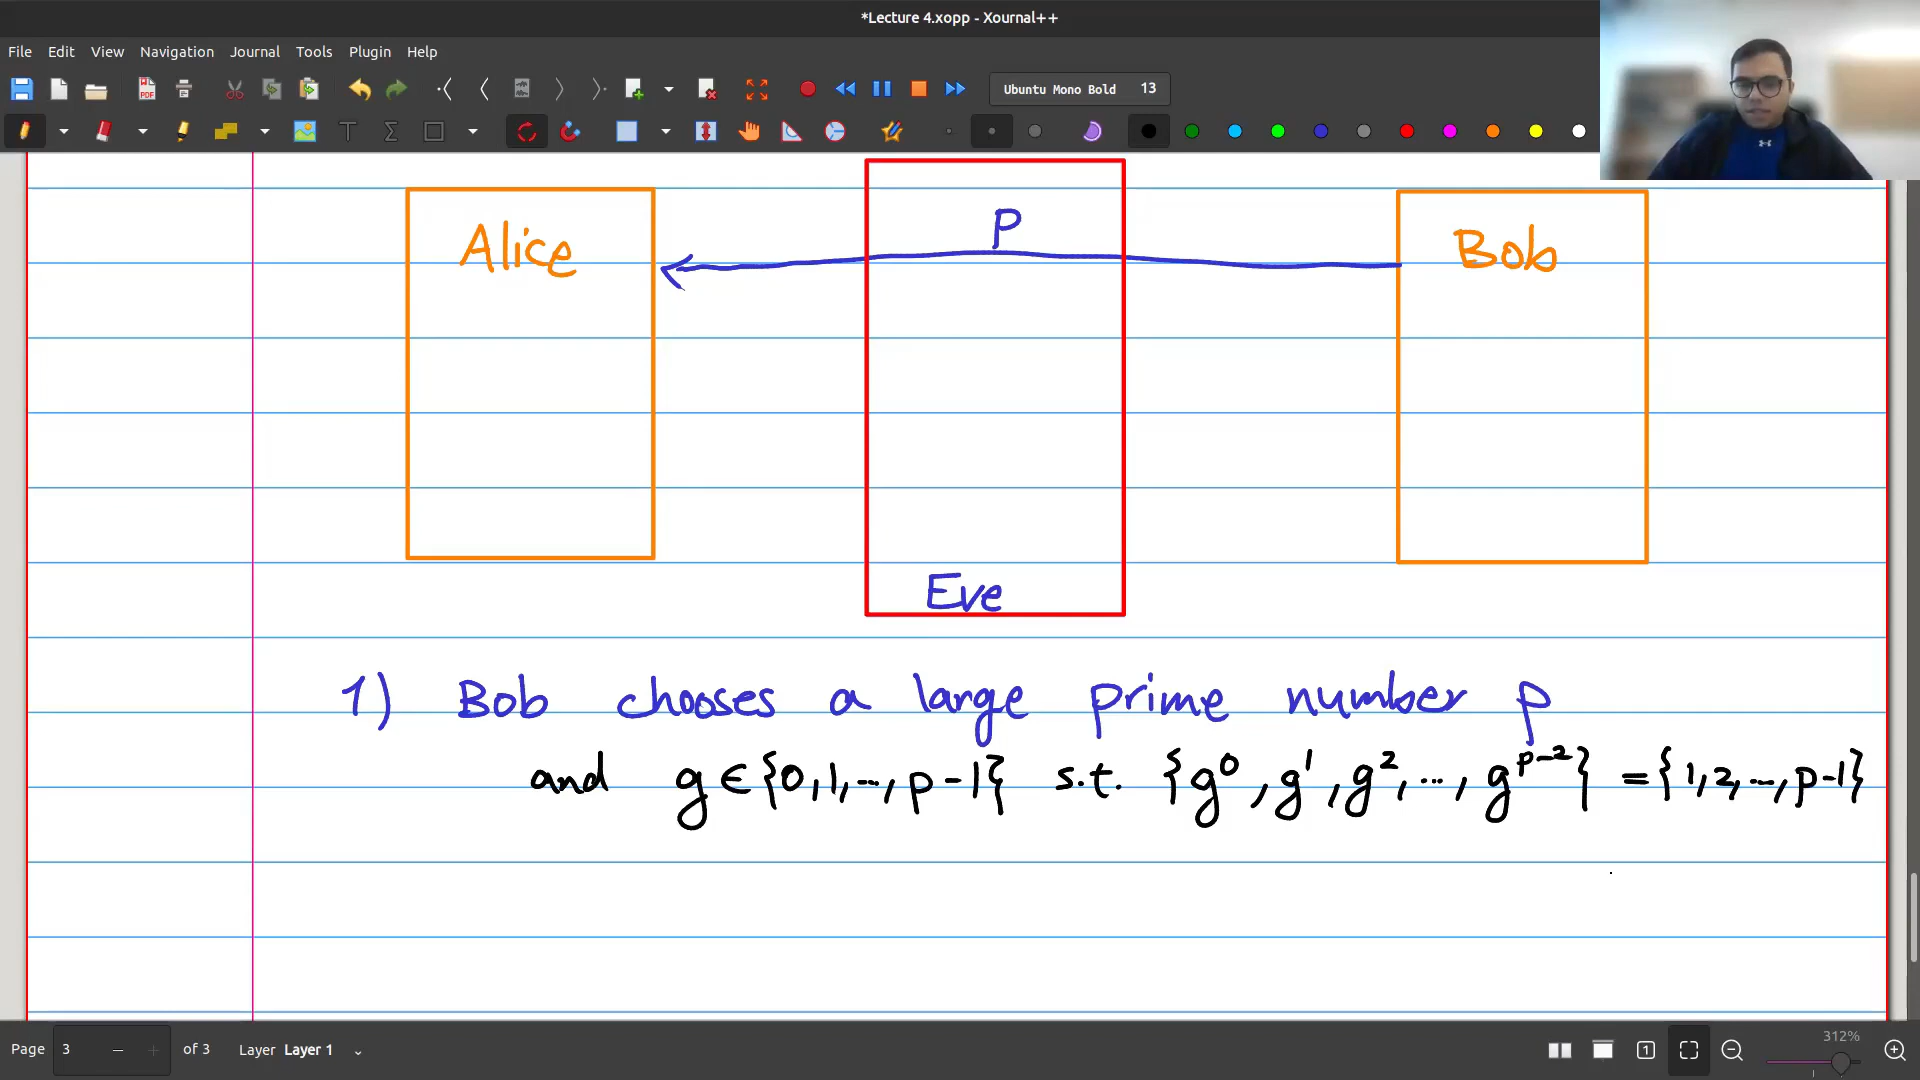 *Lecture 4.xopp - Xournal++
File Edit View Navigation Journal Tools Plugin Help
PDF Ubuntu Mono Bold 13
Alice P Bob
Eve
1) Bob chooses a large prime number p
and g ∈ {0, 1, ..., p-1} s.t. {g⁰, g¹, g², ..., g^{p-2}} = {1, 2, ..., p-1}
312%
Page 3 of 3 Layer Layer 1